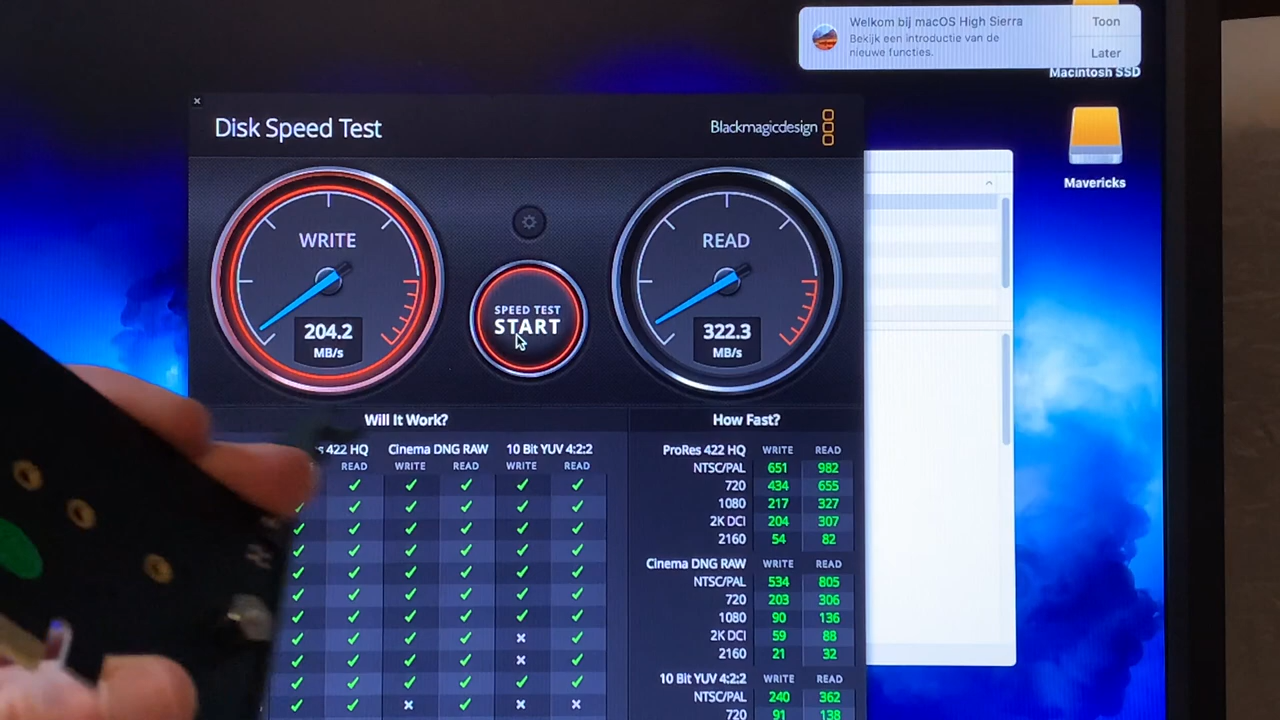 Welkom bij macOS High Sierra
Toon
Bekijk een introductie van de
nieuwe functies.
Later
Macintosh SSD
Disk Speed Test
Blackmagicdesign
Mavericks
WRITE
READ
SPEED TEST
START
204.2
MB/s
322.3
MB/s
Will It Work?
How Fast?
422 HQ Cinema DNG RAW 10 Bit YUV 4:2:2
READ WRITE READ WRITE READ
ProRes 422 HQ WRITE READ
NTSC/PAL 651 982
720 434 655
1080 217 327
2K DCI 204 307
2160 54 82
Cinema DNG RAW WRITE READ
NTSC/PAL 534 805
720 203 306
1080 90 136
2K DCI 59 88
2160 21 32
10 Bit YUV 4:2:2 WRITE READ
NTSC/PAL 240 362
720 91 138